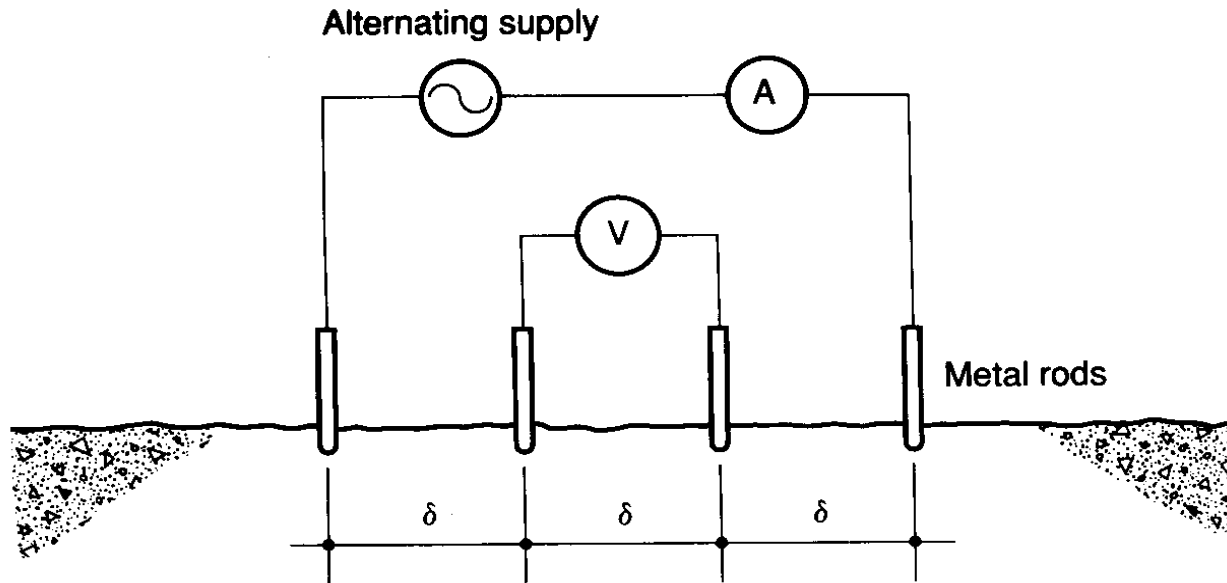 Alternating supply
A
V
Metal rods
δ δ δ